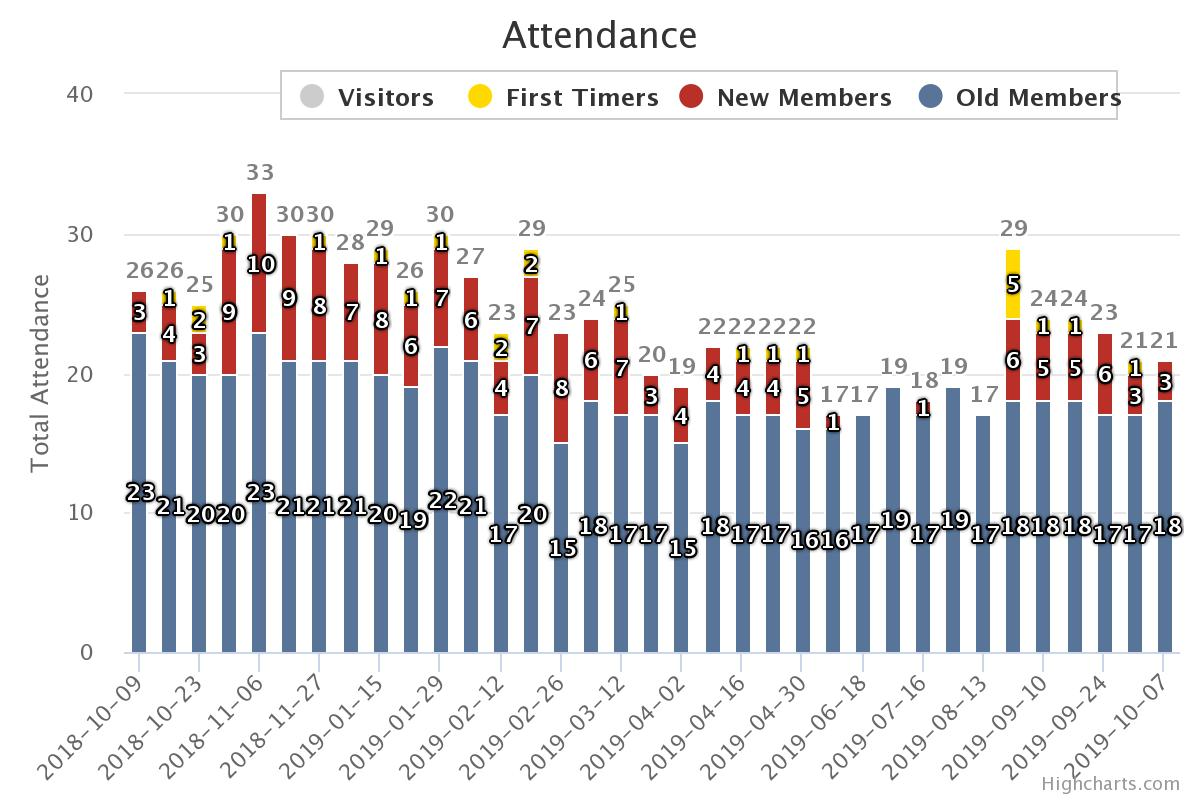 Attendance
Visitors First Timers New Members Old Members
Total Attendance
40
30
20
10
0
26 26 25 30 33 30 30 28 29 26 30 27 23 29 23 24 25 20 19 22 22 22 22 17 17 19 18 19 17 29 24 24 23 21 21
1 2 1 1 1 1 1 2 2 1 1 1 1 5 1 1 1
3 4 3 9 10 9 8 7 8 6 7 6 4 7 8 6 7 3 4 4 4 4 5 1 1 6 5 5 6 3 3
23 21 20 20 23 21 21 21 20 19 22 21 17 20 15 18 17 17 15 18 17 17 16 16 17 19 17 19 17 18 18 18 17 17 18
2018-10-09 2018-10-23 2018-11-06 2018-11-27 2019-01-15 2019-01-29 2019-02-12 2019-02-26 2019-03-12 2019-04-02 2019-04-16 2019-04-30 2019-06-18 2019-07-16 2019-08-13 2019-09-10 2019-09-24 2019-10-07
Highcharts.com